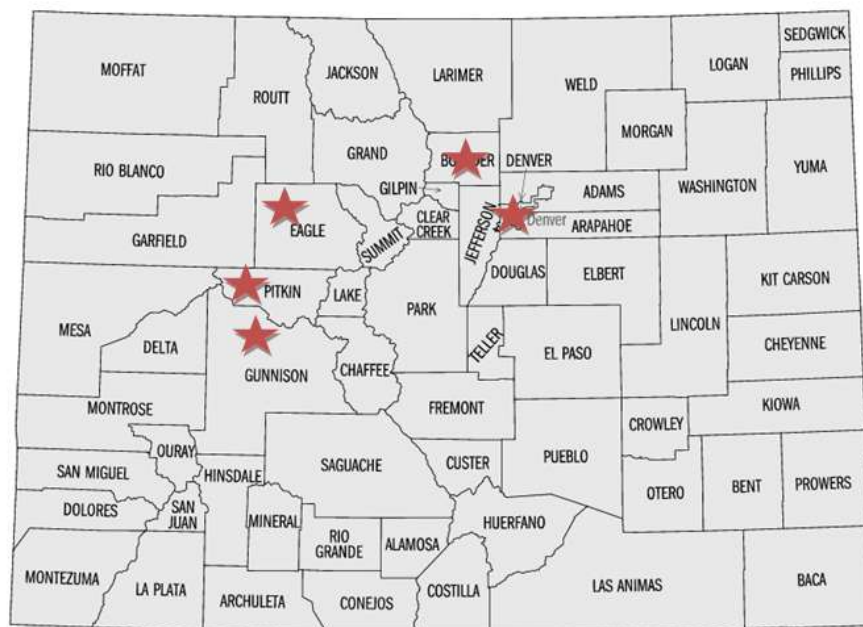 SEDGWICK
MOFFAT
JACKSON
LARIMER
LOGAN
PHILLIPS
ROUTT
WELD
MORGAN
GRAND
RIO BLANCO
DENVER
YUMA
GILPIN
ADAMS
WASHINGTON
EAGLE
CLEAR
CREEK
Denver
ARAPAHOE
GARFIELD
SUMMIT
JEFFERSON
DOUGLAS
ELBERT
KIT CARSON
PITKIN
LAKE
PARK
MESA
LINCOLN
DELTA
TELLER
EL PASO
CHEYENNE
GUNNISON
CHAFFEE
MONTROSE
FREMONT
KIOWA
CROWLEY
OURAY
SAN MIGUEL
HINSDALE
SAGUACHE
CUSTER
PUEBLO
OTERO
BENT
PROWERS
DOLORES
SAN
JUAN
MINERAL
RIO
GRANDE
ALAMOSA
HUERFANO
MONTEZUMA
LA PLATA
ARCHULETA
CONEJOS
COSTILLA
LAS ANIMAS
BACA